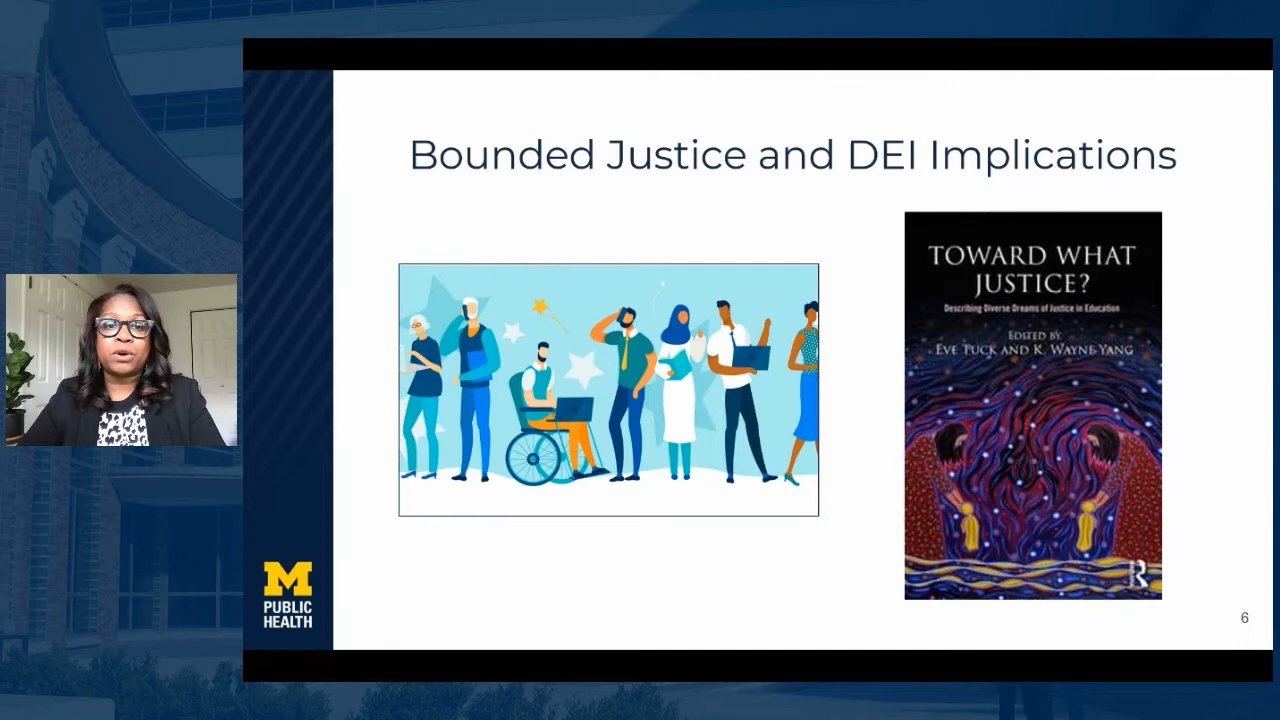 Bounded Justice and DEI Implications
TOWARD WHAT
JUSTICE?
Describing Diverse Dreams of Justice in Education
EDITED BY
EVE TUCK AND K. WAYNE YANG
R
M
PUBLIC
HEALTH
6